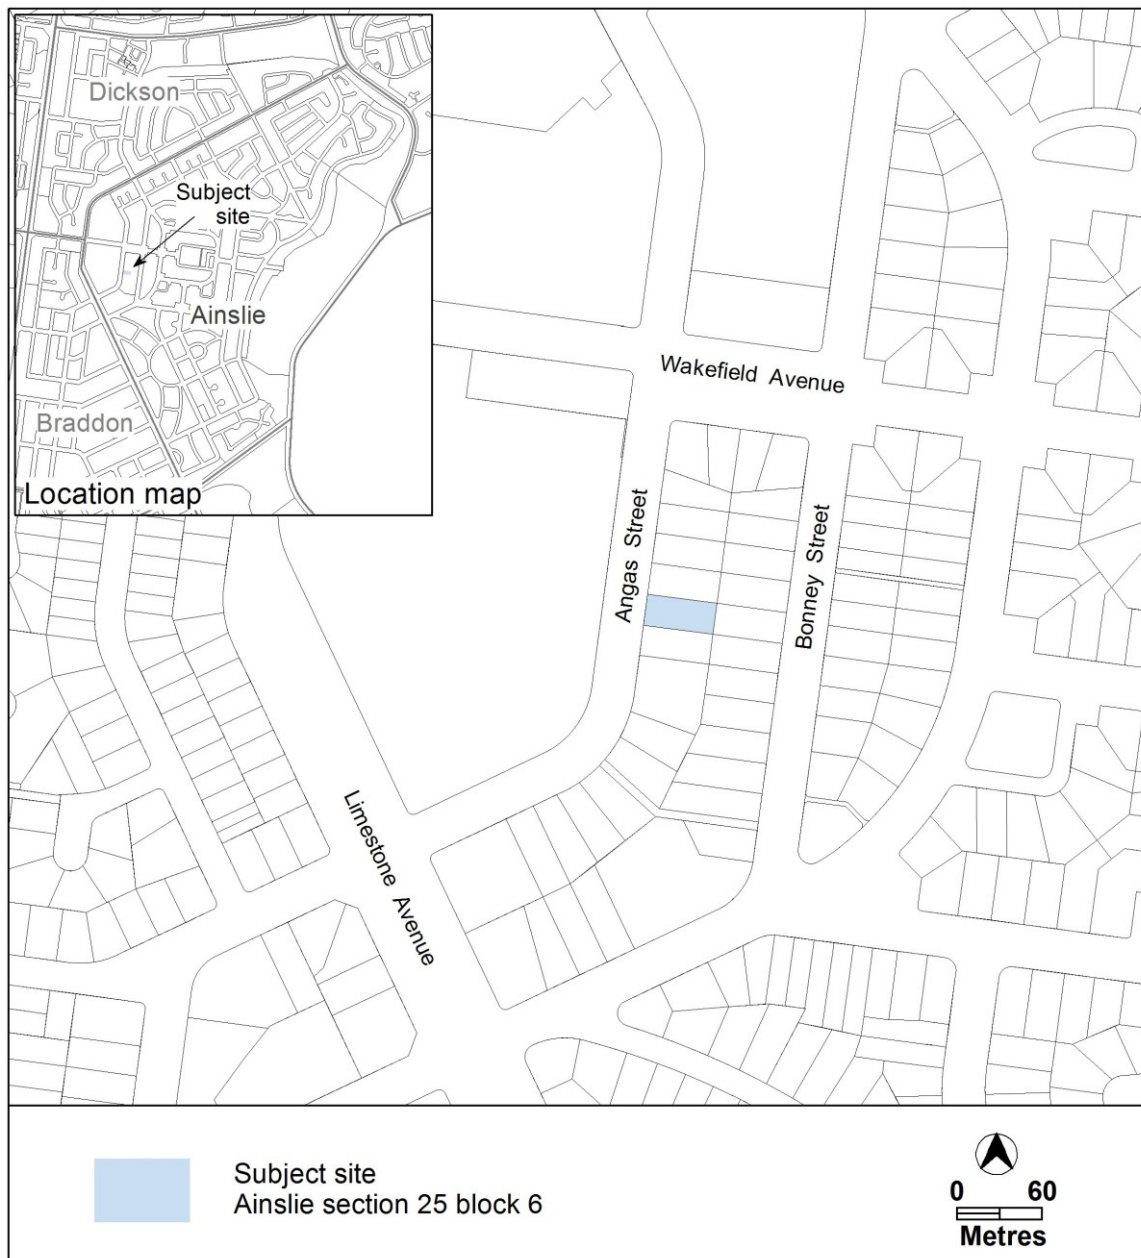 Dickson
Subject
site
Ainslie
Braddon
Location map
Wakefield Avenue
Angas Street
Bonney Street
Limestone Avenue
Subject site
Ainslie section 25 block 6
0 60
Metres